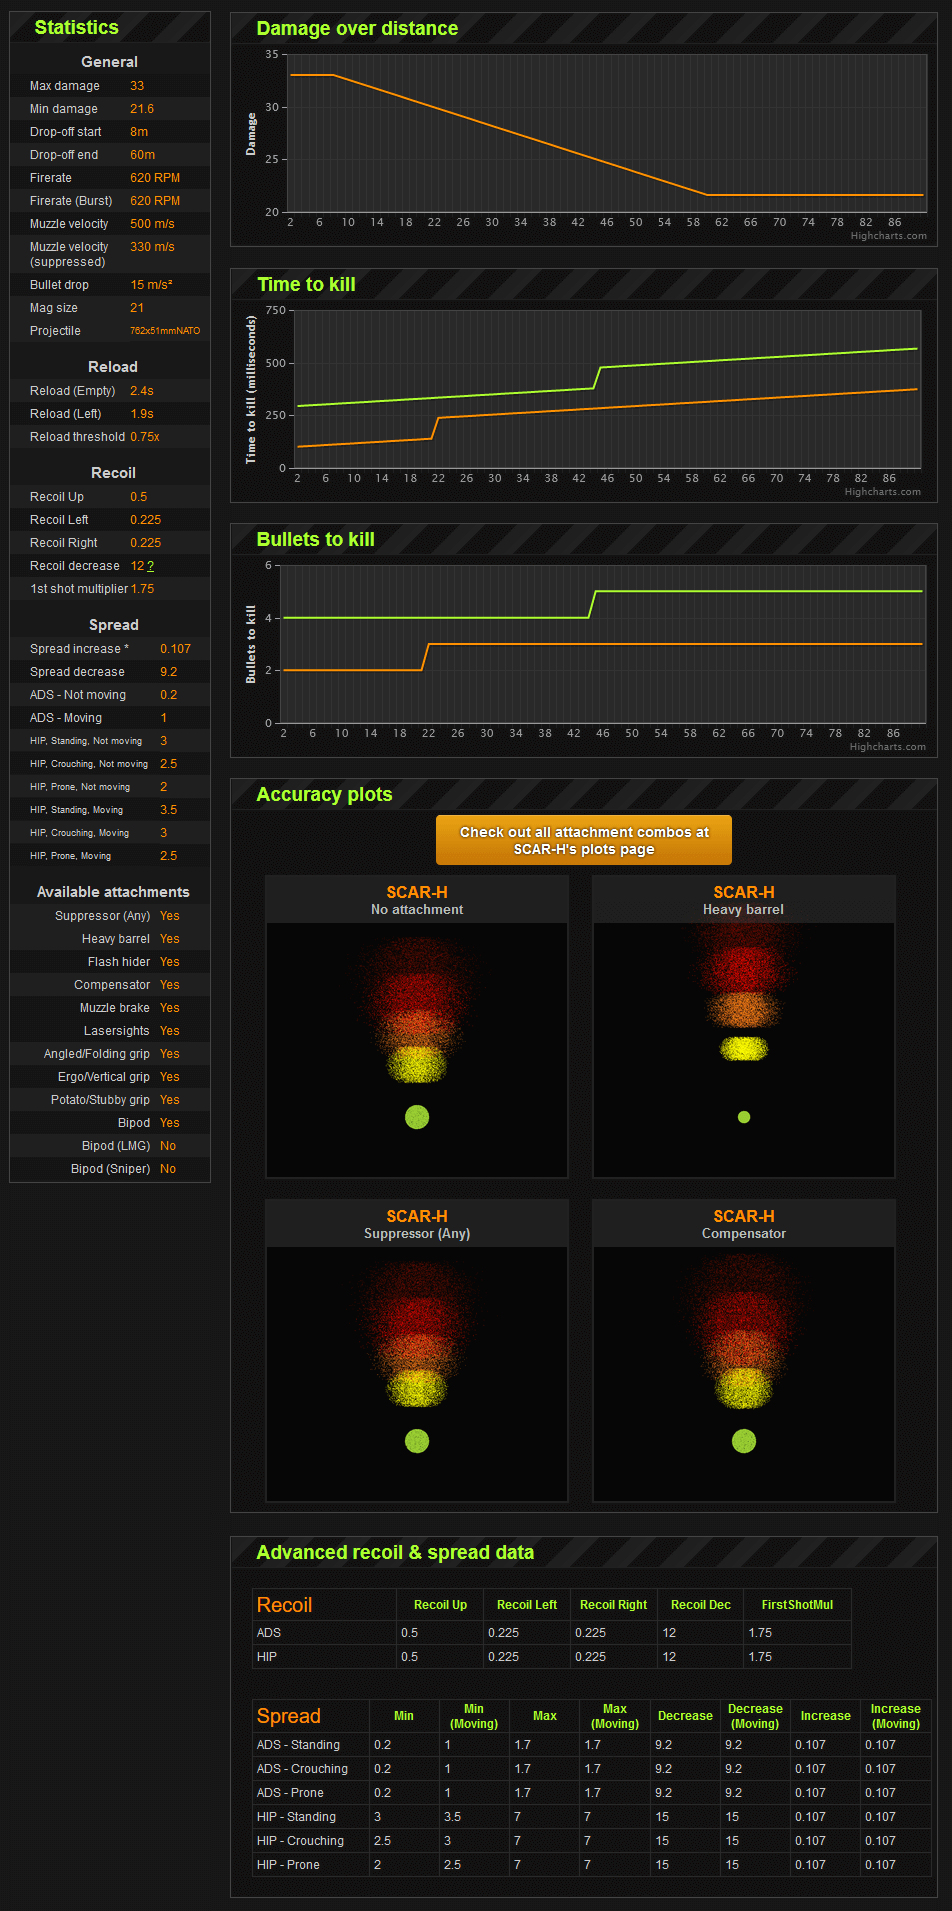 Statistics
General
Max damage 33
Min damage 21.6
Drop-off start 8m
Drop-off end 60m
Firerate 620 RPM
Firerate (Burst) 620 RPM
Muzzle velocity 500 m/s
Muzzle velocity 330 m/s
(suppressed)
Bullet drop 15 m/s²
Mag size 21
Projectile 762x51mmNATO
Reload
Reload (Empty) 2.4s
Reload (Left) 1.9s
Reload threshold 0.75x
Recoil
Recoil Up 0.5
Recoil Left 0.225
Recoil Right 0.225
Recoil decrease 12 ?
1st shot multiplier 1.75
Spread
Spread increase * 0.107
Spread decrease 9.2
ADS - Not moving 0.2
ADS - Moving 1
HIP, Standing, Not moving 3
HIP, Crouching, Not moving 2.5
HIP, Prone, Not moving 2
HIP, Standing, Moving 3.5
HIP, Crouching, Moving 3
HIP, Prone, Moving 2.5
Available attachments
Suppressor (Any) Yes
Heavy barrel Yes
Flash hider Yes
Compensator Yes
Muzzle brake Yes
Lasersights Yes
Angled/Folding grip Yes
Ergo/Vertical grip Yes
Potato/Stubby grip Yes
Bipod Yes
Bipod (LMG) No
Bipod (Sniper) No
Damage over distance
Damage
35
30
25
20
2 6 10 14 18 22 26 30 34 38 42 46 50 54 58 62 66 70 74 78 82 86
Highcharts.com
Time to kill
Time to kill (milliseconds)
750
500
250
0
2 6 10 14 18 22 26 30 34 38 42 46 50 54 58 62 66 70 74 78 82 86
Highcharts.com
Bullets to kill
Bullets to kill
6
4
2
0
2 6 10 14 18 22 26 30 34 38 42 46 50 54 58 62 66 70 74 78 82 86
Highcharts.com
Accuracy plots
Check out all attachment combos at
SCAR-H's plots page
SCAR-H
No attachment
SCAR-H
Heavy barrel
SCAR-H
Suppressor (Any)
SCAR-H
Compensator
Advanced recoil & spread data
Recoil Recoil Up Recoil Left Recoil Right Recoil Dec FirstShotMul
ADS 0.5 0.225 0.225 12 1.75
HIP 0.5 0.225 0.225 12 1.75
Spread Min Min (Moving) Max Max (Moving) Decrease Decrease (Moving) Increase Increase (Moving)
ADS - Standing 0.2 1 1.7 1.7 9.2 9.2 0.107 0.107
ADS - Crouching 0.2 1 1.7 1.7 9.2 9.2 0.107 0.107
ADS - Prone 0.2 1 1.7 1.7 9.2 9.2 0.107 0.107
HIP - Standing 3 3.5 7 7 15 15 0.107 0.107
HIP - Crouching 2.5 3 7 7 15 15 0.107 0.107
HIP - Prone 2 2.5 7 7 15 15 0.107 0.107